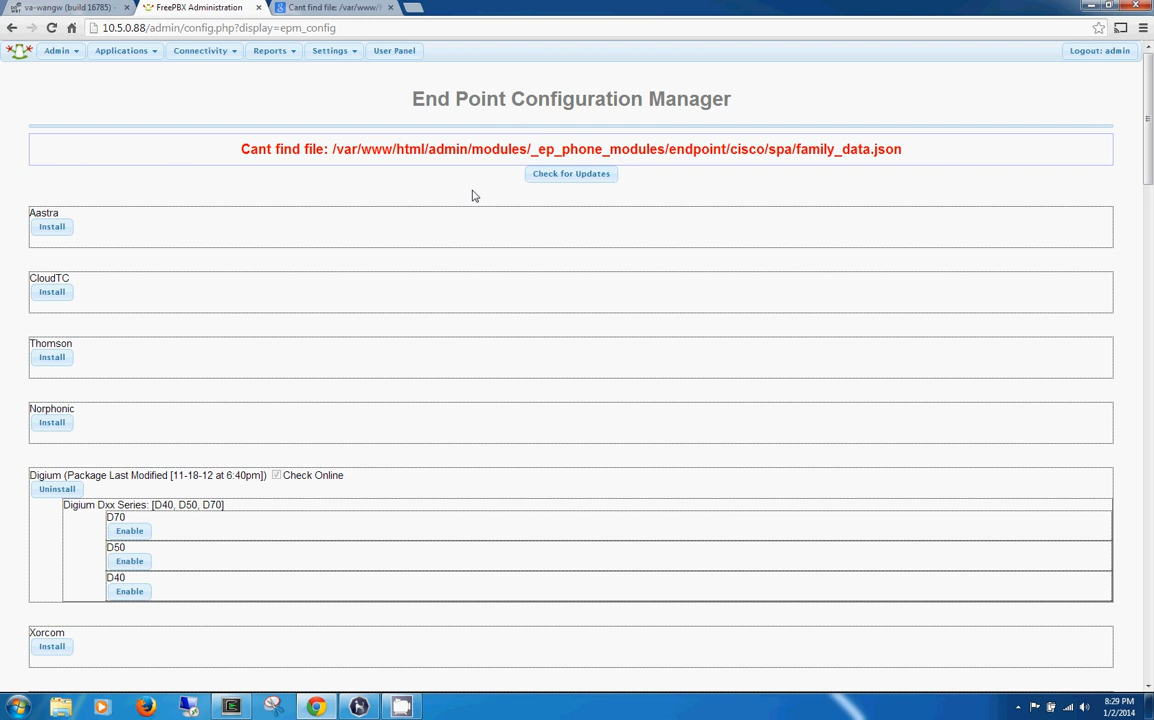 va-wangw (build 16785) -
FreePBX Administration
Cant find file: /var/www/
10.5.0.88/admin/config.php?display=epm_config
Admin
Applications
Connectivity
Reports
Settings
User Panel
Logout: admin
End Point Configuration Manager
Cant find file: /var/www/html/admin/modules/_ep_phone_modules/endpoint/cisco/spa/family_data.json
Check for Updates
Aastra
Install
CloudTC
Install
Thomson
Install
Norphonic
Install
Digium (Package Last Modified [11-18-12 at 6:40pm]) Check Online
Uninstall
Digium Dxx Series: [D40, D50, D70]
D70
Enable
D50
Enable
D40
Enable
Xorcom
Install
8:29 PM
1/2/2014